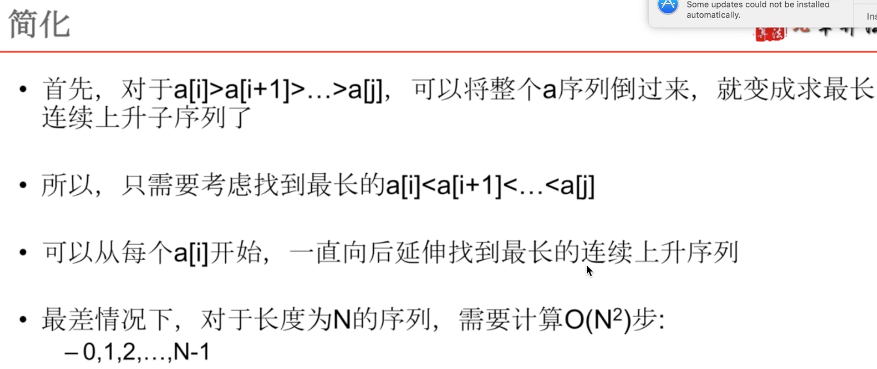 简化
Some updates could not be installed
automatically.
• 首先，对于a[i]>a[i+1]>…>a[j]，可以将整个a序列倒过来，就变成求最长
连续上升子序列了
• 所以，只需要考虑找到最长的a[i]<a[i+1]<…<a[j]
• 可以从每个a[i]开始，一直向后延伸找到最长的连续上升序列
• 最差情况下，对于长度为N的序列，需要计算O(N²)步:
– 0,1,2,…,N-1